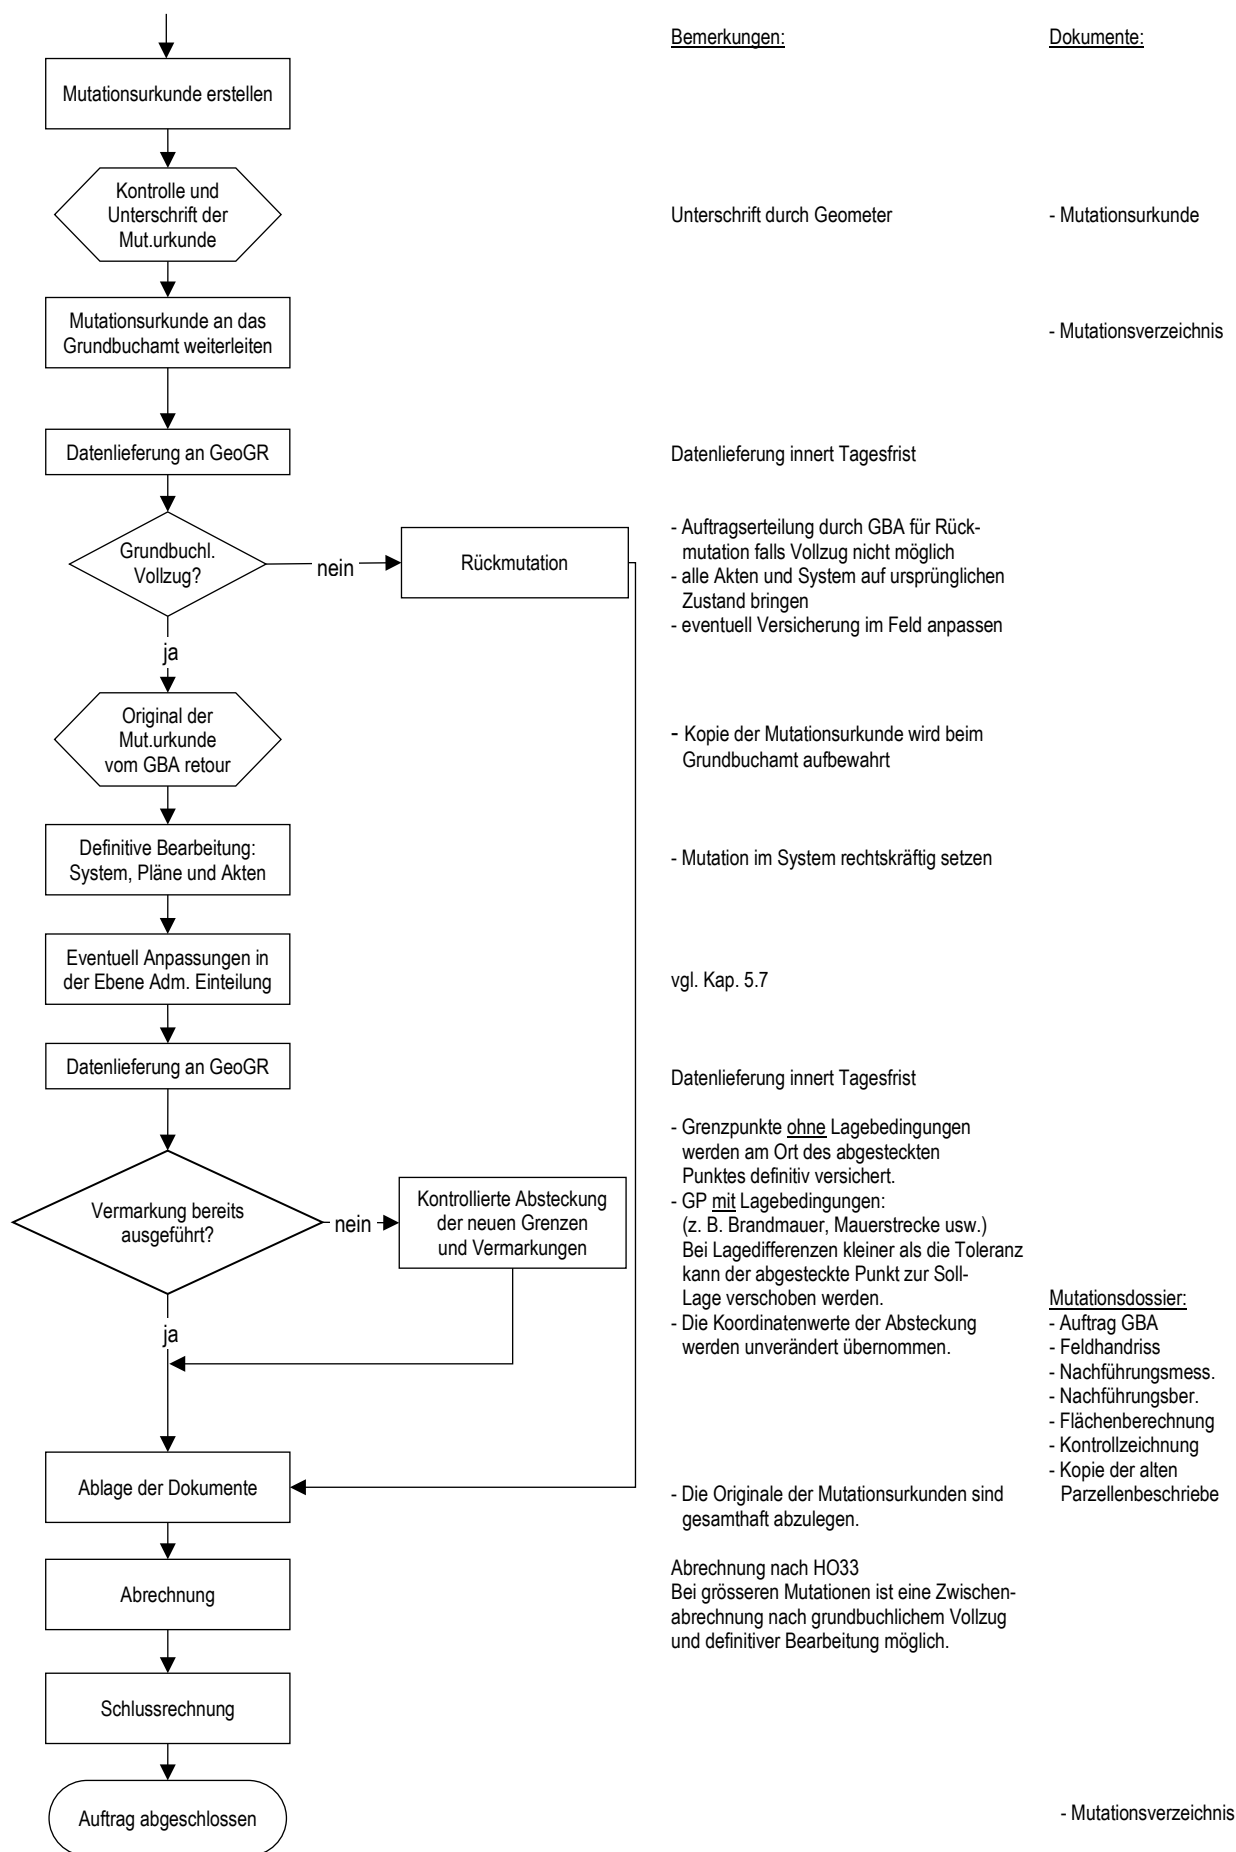 Bemerkungen:
Dokumente:
Mutationsurkunde erstellen
Kontrolle und
Unterschrift der
Mut.urkunde
Unterschrift durch Geometer
- Mutationsurkunde
Mutationsurkunde an das
Grundbuchamt weiterleiten
- Mutationsverzeichnis
Datenlieferung an GeoGR
Datenlieferung innert Tagesfrist
Grundbuchl.
Vollzug?
nein
Rückmutation
- Auftragserteilung durch GBA für Rück-
mutation falls Vollzug nicht möglich
- alle Akten und System auf ursprünglichen
Zustand bringen
- eventuell Versicherung im Feld anpassen
ja
Original der
Mut.urkunde
vom GBA retour
- Kopie der Mutationsurkunde wird beim
Grundbuchamt aufbewahrt
Definitive Bearbeitung:
System, Pläne und Akten
- Mutation im System rechtskräftig setzen
Eventuell Anpassungen in
der Ebene Adm. Einteilung
vgl. Kap. 5.7
Datenlieferung an GeoGR
Datenlieferung innert Tagesfrist
Vermarkung bereits
ausgeführt?
nein
Kontrollierte Absteckung
der neuen Grenzen
und Vermarkungen
- Grenzpunkte ohne Lagebedingungen
werden am Ort des abgesteckten
Punktes definitiv versichert.
- GP mit Lagebedingungen:
(z. B. Brandmauer, Mauerstrecke usw.)
Bei Lagedifferenzen kleiner als die Toleranz
kann der abgesteckte Punkt zur Soll-
Lage verschoben werden.
- Die Koordinatenwerte der Absteckung
werden unverändert übernommen.
ja
Mutationsdossier:
- Auftrag GBA
- Feldhandriss
- Nachführungsmess.
- Nachführungsber.
- Flächenberechnung
- Kontrollzeichnung
- Kopie der alten
Parzellenbeschriebe
Ablage der Dokumente
- Die Originale der Mutationsurkunden sind
gesamthaft abzulegen.
Abrechnung
Abrechnung nach HO33
Bei grösseren Mutationen ist eine Zwischen-
abrechnung nach grundbuchlichem Vollzug
und definitiver Bearbeitung möglich.
Schlussrechnung
Auftrag abgeschlossen
- Mutationsverzeichnis